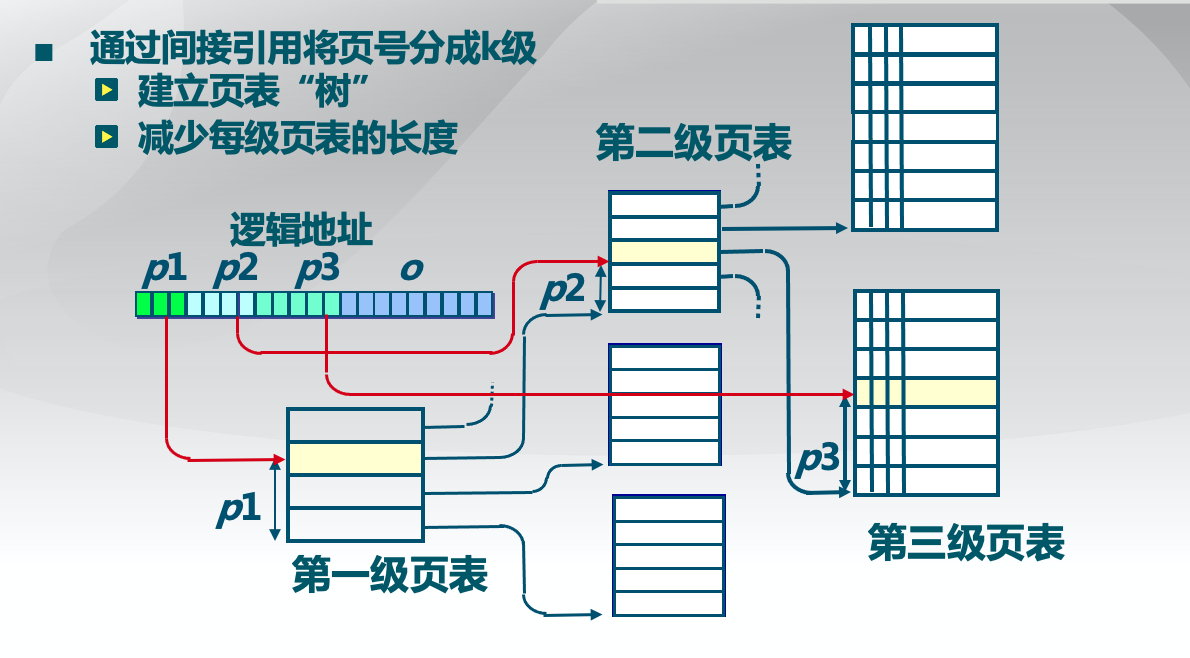 通过间接引用将页号分成k级
建立页表“树”
减少每级页表的长度
第二级页表
逻辑地址
p1 p2 p3 o
p2
p3
p1
第三级页表
第一级页表